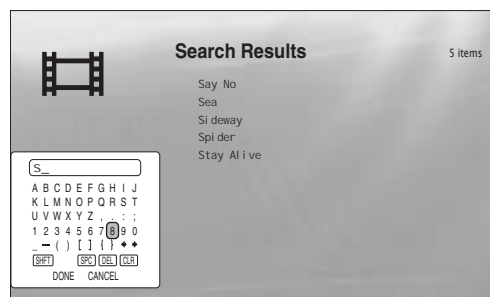 Search Results
5 items
Say No
Sea
Sideway
Spider
Stay Alive
S_
A B C D E F G H I J
K L M N O P Q R S T
U V W X Y Z , . : ;
1 2 3 4 5 6 7 8 9 0
_ – ( ) [ ] { }
SHFT SPC DEL CLR
DONE CANCEL